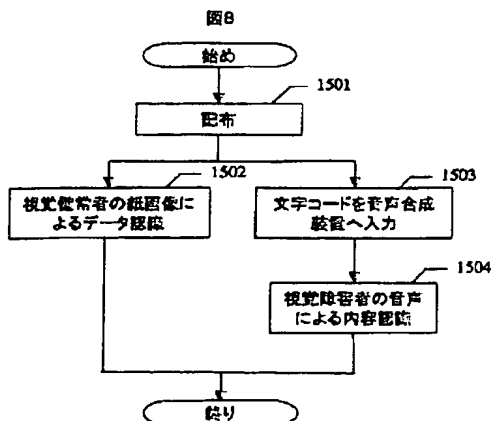 図8
始め
1501
配布
1502
視覚健常者の紙画像に
よるデータ認識
1503
文字コードを音声合成
装置へ入力
1504
視覚障害者の音声
による内容認識
終り